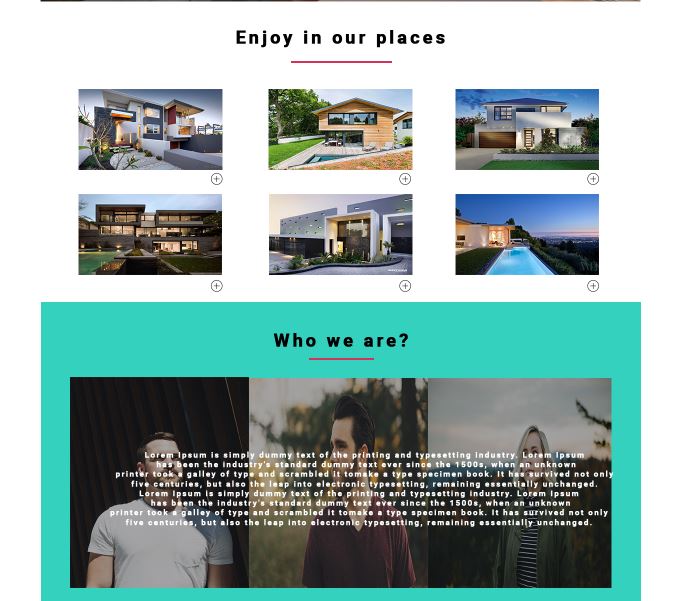 Enjoy in our places
Who we are?
Lorem Ipsum is simply dummy text of the printing and typesetting industry. Lorem Ipsum
has been the industry's standard dummy text ever since the 1500s, when an unknown
printer took a galley of type and scrambled it tomake a type specimen book. It has survived not only
five centuries, but also the leap into electronic typesetting, remaining essentially unchanged.
Lorem Ipsum is simply dummy text of the printing and typesetting industry. Lorem Ipsum
has been the industry's standard dummy text ever since the 1500s, when an unknown
printer took a galley of type and scrambled it tomake a type specimen book. It has survived not only
five centuries, but also the leap into electronic typesetting, remaining essentially unchanged.